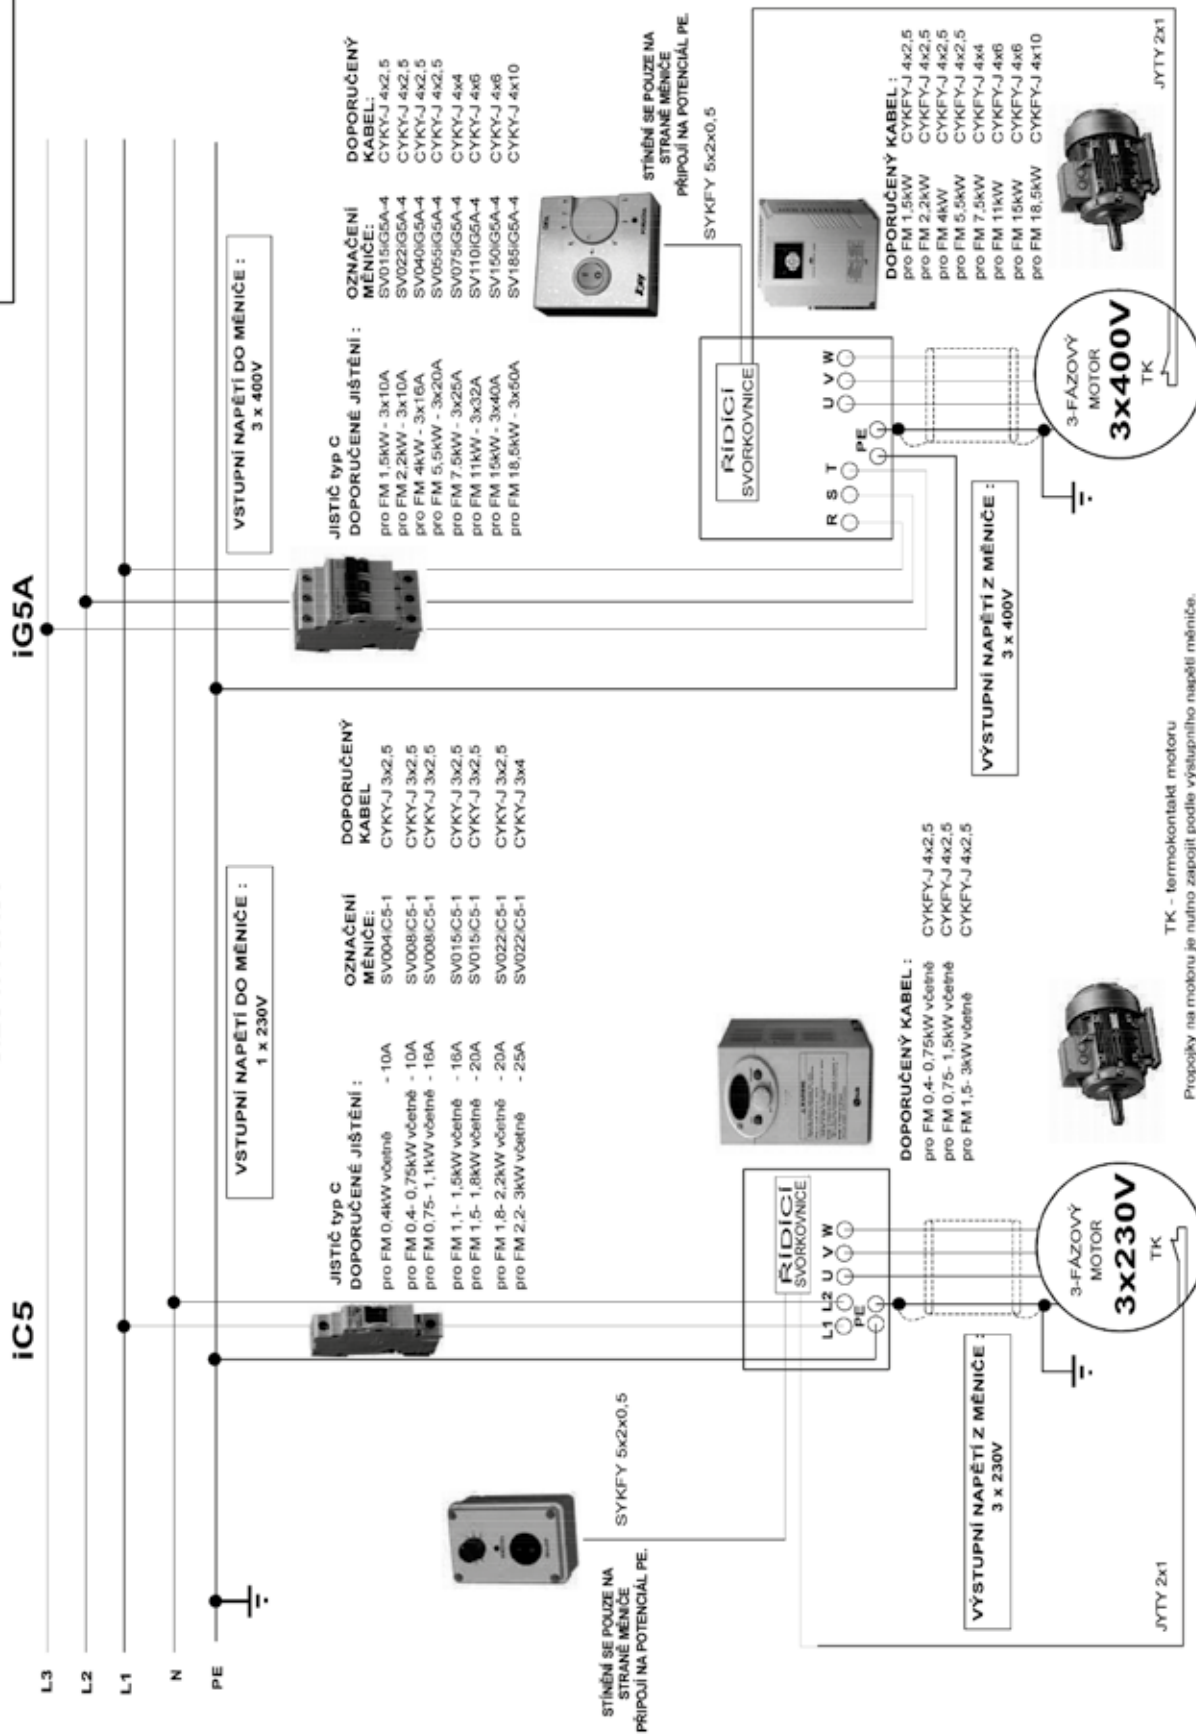 iC5
iG5A
L3
L2
L1
N
PE
VSTUPNÍ NAPĚTÍ DO MĚNIČE :
1 x 230V
VSTUPNÍ NAPĚTÍ DO MĚNIČE :
3 x 400V
JISTIČ typ C
DOPORUČENÉ JIŠTĚNÍ :
pro FM 0,4kW včetně - 10A
pro FM 0,4- 0,75kW včetně - 10A
pro FM 0,75- 1,1kW včetně - 16A
pro FM 1,1- 1,5kW včetně - 16A
pro FM 1,5- 1,8kW včetně - 20A
pro FM 1,8- 2,2kW včetně - 20A
pro FM 2,2- 3kW včetně - 25A
OZNAČENÍ
MĚNIČE:
SV004iC5-1
SV008iC5-1
SV008iC5-1
SV015iC5-1
SV015iC5-1
SV022iC5-1
SV022iC5-1
DOPORUČENÝ
KABEL
CYKY-J 3x2,5
CYKY-J 3x2,5
CYKY-J 3x2,5
CYKY-J 3x2,5
CYKY-J 3x2,5
CYKY-J 3x2,5
CYKY-J 3x4
JISTIČ typ C
DOPORUČENÉ JIŠTĚNÍ :
pro FM 1,5kW - 3x10A
pro FM 2,2kW - 3x10A
pro FM 4kW - 3x16A
pro FM 5,5kW - 3x20A
pro FM 7,5kW - 3x25A
pro FM 11kW - 3x32A
pro FM 15kW - 3x40A
pro FM 18,5kW - 3x50A
OZNAČENÍ
MĚNIČE:
SV015iG5A-4
SV022iG5A-4
SV040iG5A-4
SV055iG5A-4
SV075iG5A-4
SV110iG5A-4
SV150iG5A-4
SV185iG5A-4
DOPORUČENÝ
KABEL:
CYKY-J 4x2,5
CYKY-J 4x2,5
CYKY-J 4x2,5
CYKY-J 4x2,5
CYKY-J 4x4
CYKY-J 4x6
CYKY-J 4x6
CYKY-J 4x10
STÍNĚNÍ SE POUZE NA
STRANĚ MĚNIČE
PŘIPOJÍ NA POTENCIÁL PE.
SYKFY 5x2x0,5
STÍNĚNÍ SE POUZE NA
STRANĚ MĚNIČE
PŘIPOJÍ NA POTENCIÁL PE.
SYKFY 5x2x0,5
ŘÍDÍCÍ
SVORKOVNICE
L1 L2 U V W
PE
ŘÍDÍCÍ
SVORKOVNICE
R S T U V W
PE
DOPORUČENÝ KABEL :
pro FM 0,4- 0,75kW včetně CYKFY-J 4x2,5
pro FM 0,75- 1,5kW včetně CYKFY-J 4x2,5
pro FM 1,5- 3kW včetně CYKFY-J 4x2,5
DOPORUČENÝ KABEL :
pro FM 1,5kW CYKFY-J 4x2,5
pro FM 2,2kW CYKFY-J 4x2,5
pro FM 4kW CYKFY-J 4x2,5
pro FM 5,5kW CYKFY-J 4x2,5
pro FM 7,5kW CYKFY-J 4x4
pro FM 11kW CYKFY-J 4x6
pro FM 15kW CYKFY-J 4x6
pro FM 18,5kW CYKFY-J 4x10
VÝSTUPNÍ NAPĚTÍ Z MĚNIČE :
3 x 230V
VÝSTUPNÍ NAPĚTÍ Z MĚNIČE :
3 x 400V
3-FÁZOVÝ
MOTOR
3x230V
TK
3-FÁZOVÝ
MOTOR
3x400V
TK
JYTY 2x1
JYTY 2x1
TK - termokontakt motoru
Propojky na motoru je nutno zapojit podle výstupního napětí měniče.